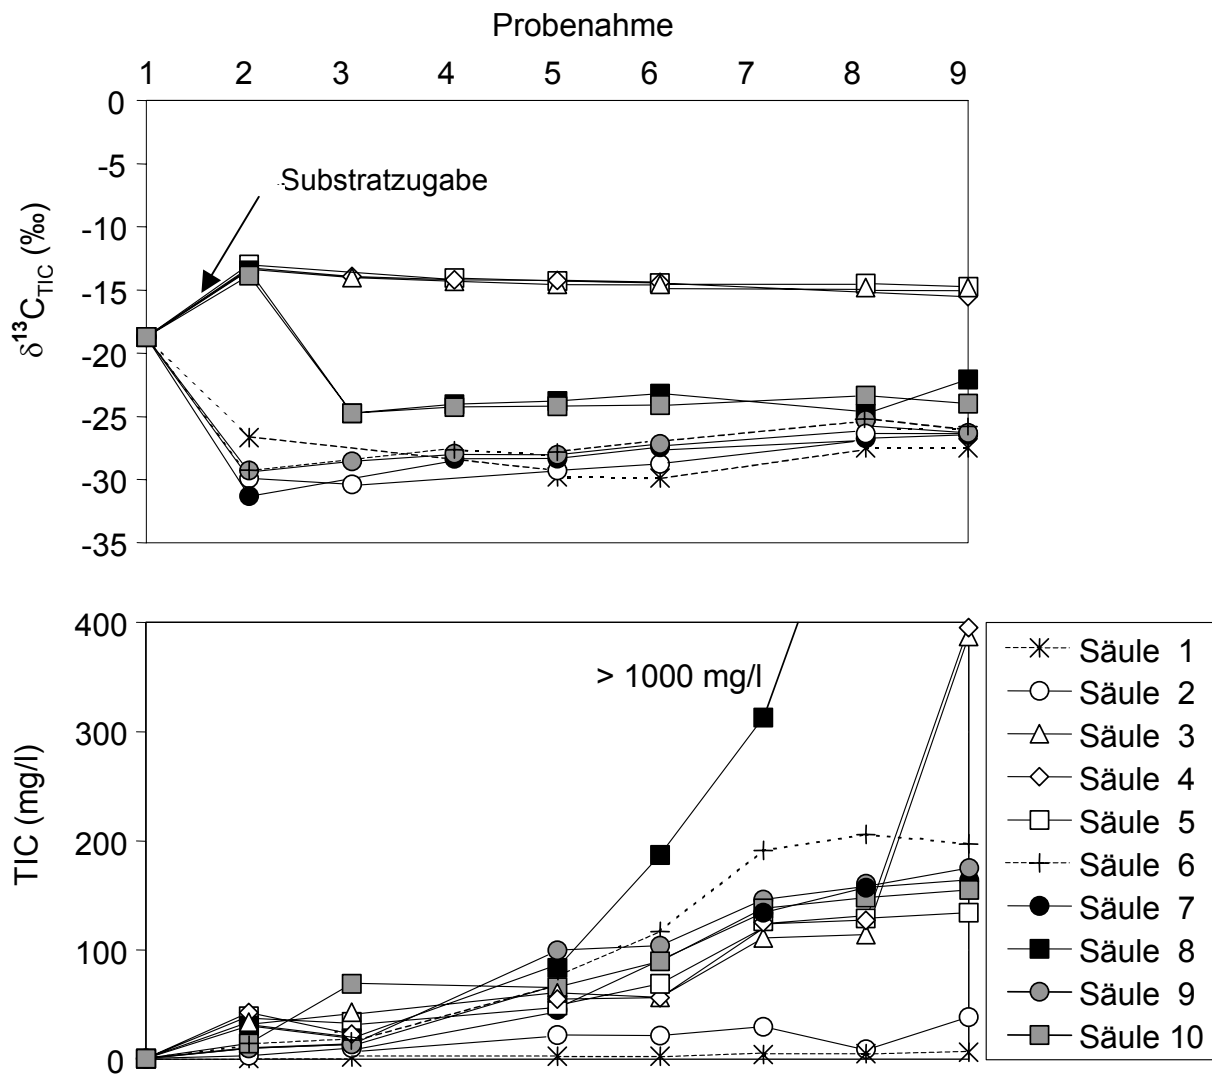 Probenahme
1 2 3 4 5 6 7 8 9
0
-5
Substratzugabe
-10
-15
-20
-25
-30
-35
δ¹³C_TIC (‰)
400
> 1000 mg/l
300
200
100
0
TIC (mg/l)
Säule 1
Säule 2
Säule 3
Säule 4
Säule 5
Säule 6
Säule 7
Säule 8
Säule 9
Säule 10